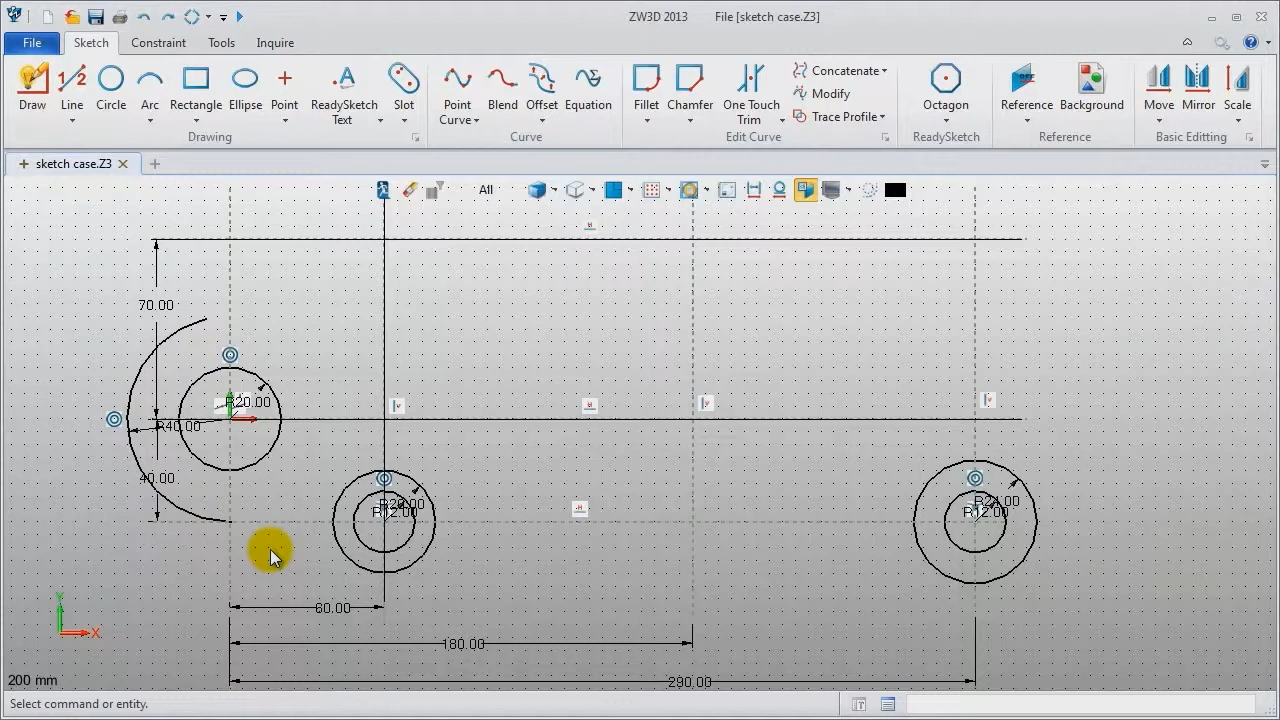 ZW3D 2013 File [sketch case.Z3]
File Sketch Constraint Tools Inquire
Draw Line Circle Arc Rectangle Ellipse Point ReadySketch Text Slot
Drawing
Point Curve Blend Offset Equation
Curve
Fillet Chamfer One Touch Trim
Concatenate
Modify
Trace Profile
Edit Curve
Octagon
ReadySketch
Reference Background
Reference
Move Mirror Scale
Basic Editing
sketch case.Z3
All
70.00
R20.00
R40.00
40.00
R12.00
R24.00
R12.00
60.00
180.00
290.00
Y
X
200 mm
Select command or entity.